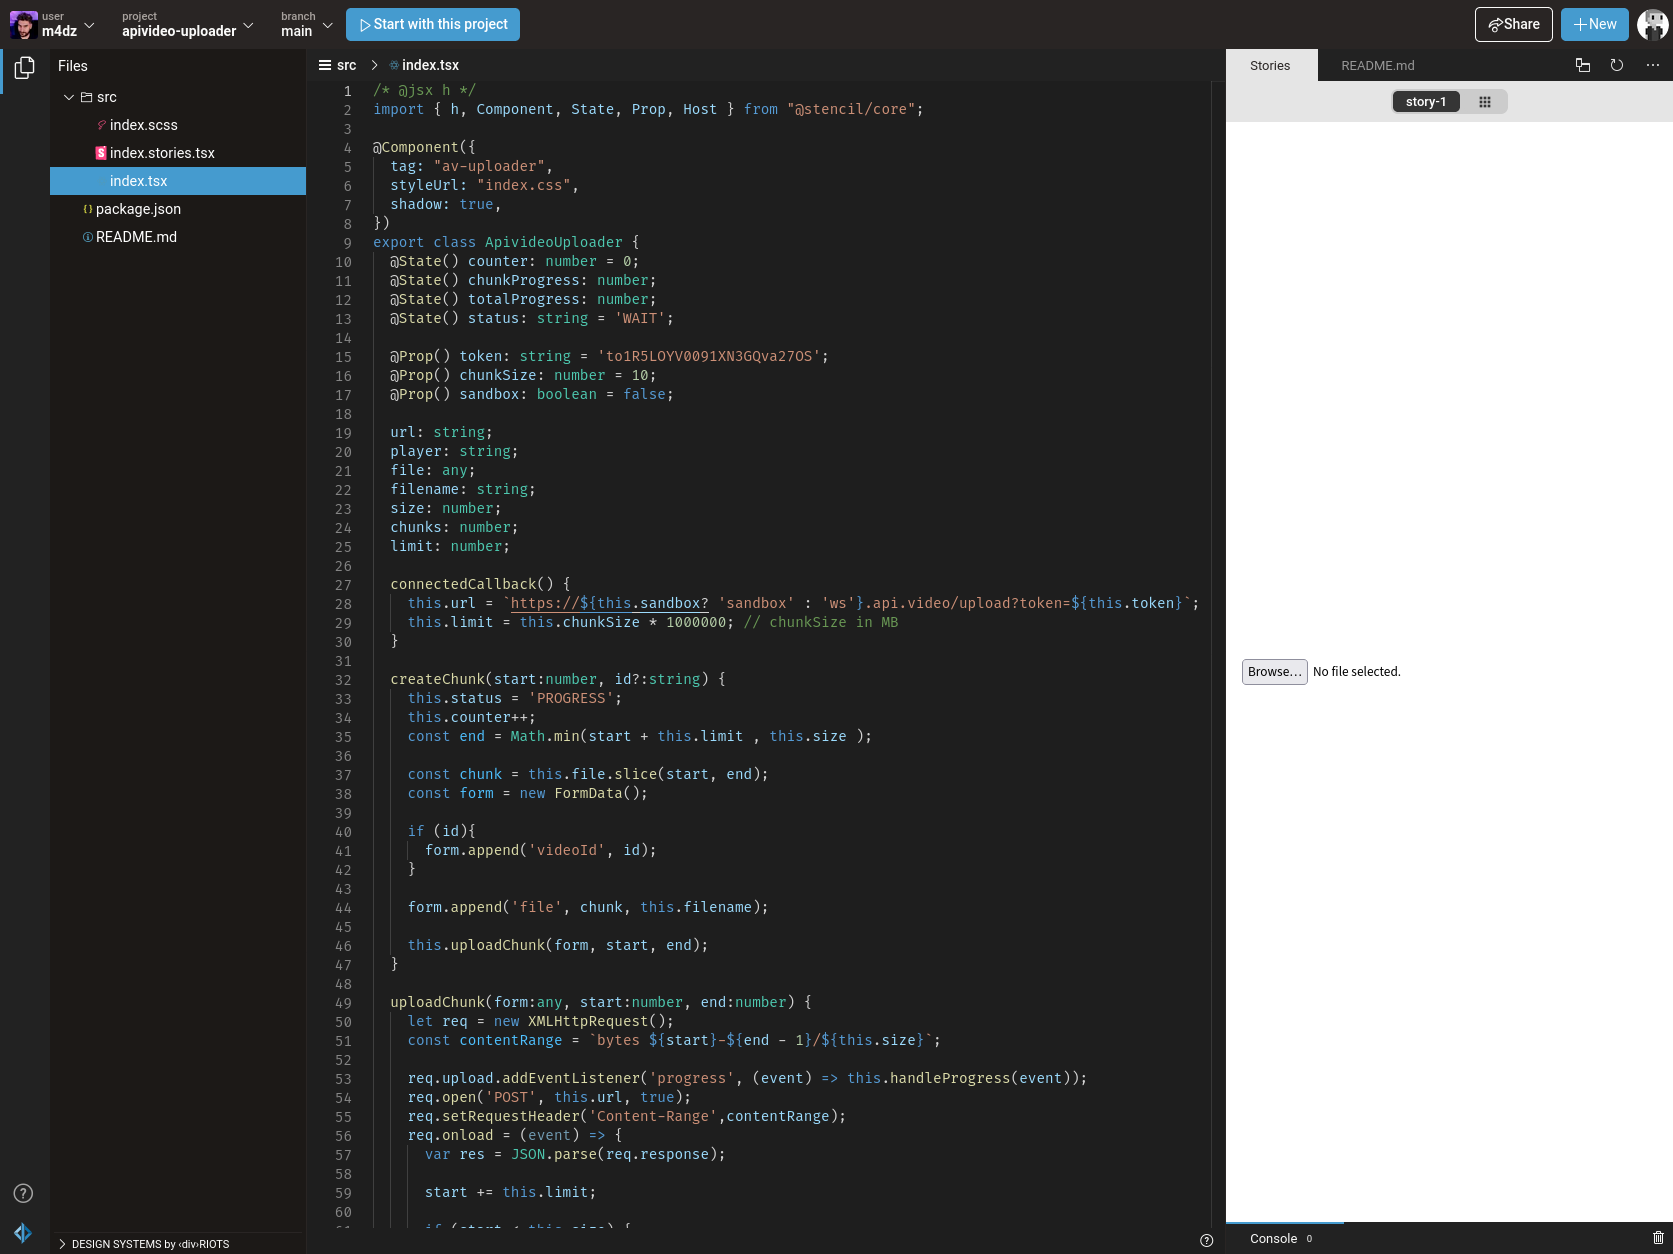 user
m4dz
project
apivideo-uploader
branch
main
Start with this project
Share
New
Files
src
index.scss
index.stories.tsx
index.tsx
package.json
README.md
DESIGN SYSTEMS by ‹div›RIOTS
src > index.tsx
1 /* @jsx h */
2 import { h, Component, State, Prop, Host } from "@stencil/core";
3
4 @Component({
5   tag: "av-uploader",
6   styleUrl: "index.css",
7   shadow: true,
8 })
9 export class ApivideoUploader {
10   @State() counter: number = 0;
11   @State() chunkProgress: number;
12   @State() totalProgress: number;
13   @State() status: string = 'WAIT';
14
15   @Prop() token: string = 'to1R5LOYV0091XN3GQva27OS';
16   @Prop() chunkSize: number = 10;
17   @Prop() sandbox: boolean = false;
18
19   url: string;
20   player: string;
21   file: any;
22   filename: string;
23   size: number;
24   chunks: number;
25   limit: number;
26
27   connectedCallback() {
28     this.url = `https://${this.sandbox? 'sandbox' : 'ws'}.api.video/upload?token=${this.token}`;
29     this.limit = this.chunkSize * 1000000; // chunkSize in MB
30   }
31
32   createChunk(start:number, id?:string) {
33     this.status = 'PROGRESS';
34     this.counter++;
35     const end = Math.min(start + this.limit , this.size );
36
37     const chunk = this.file.slice(start, end);
38     const form = new FormData();
39
40     if (id){
41       form.append('videoId', id);
42     }
43
44     form.append('file', chunk, this.filename);
45
46     this.uploadChunk(form, start, end);
47   }
48
49   uploadChunk(form:any, start:number, end:number) {
50     let req = new XMLHttpRequest();
51     const contentRange = `bytes ${start}-${end - 1}/${this.size}`;
52
53     req.upload.addEventListener('progress', (event) => this.handleProgress(event));
54     req.open('POST', this.url, true);
55     req.setRequestHeader('Content-Range',contentRange);
56     req.onload = (event) => {
57       var res = JSON.parse(req.response);
58
59       start += this.limit;
60
61       if (start < this.size) {
Stories
README.md
story-1
Browse… No file selected.
Console 0